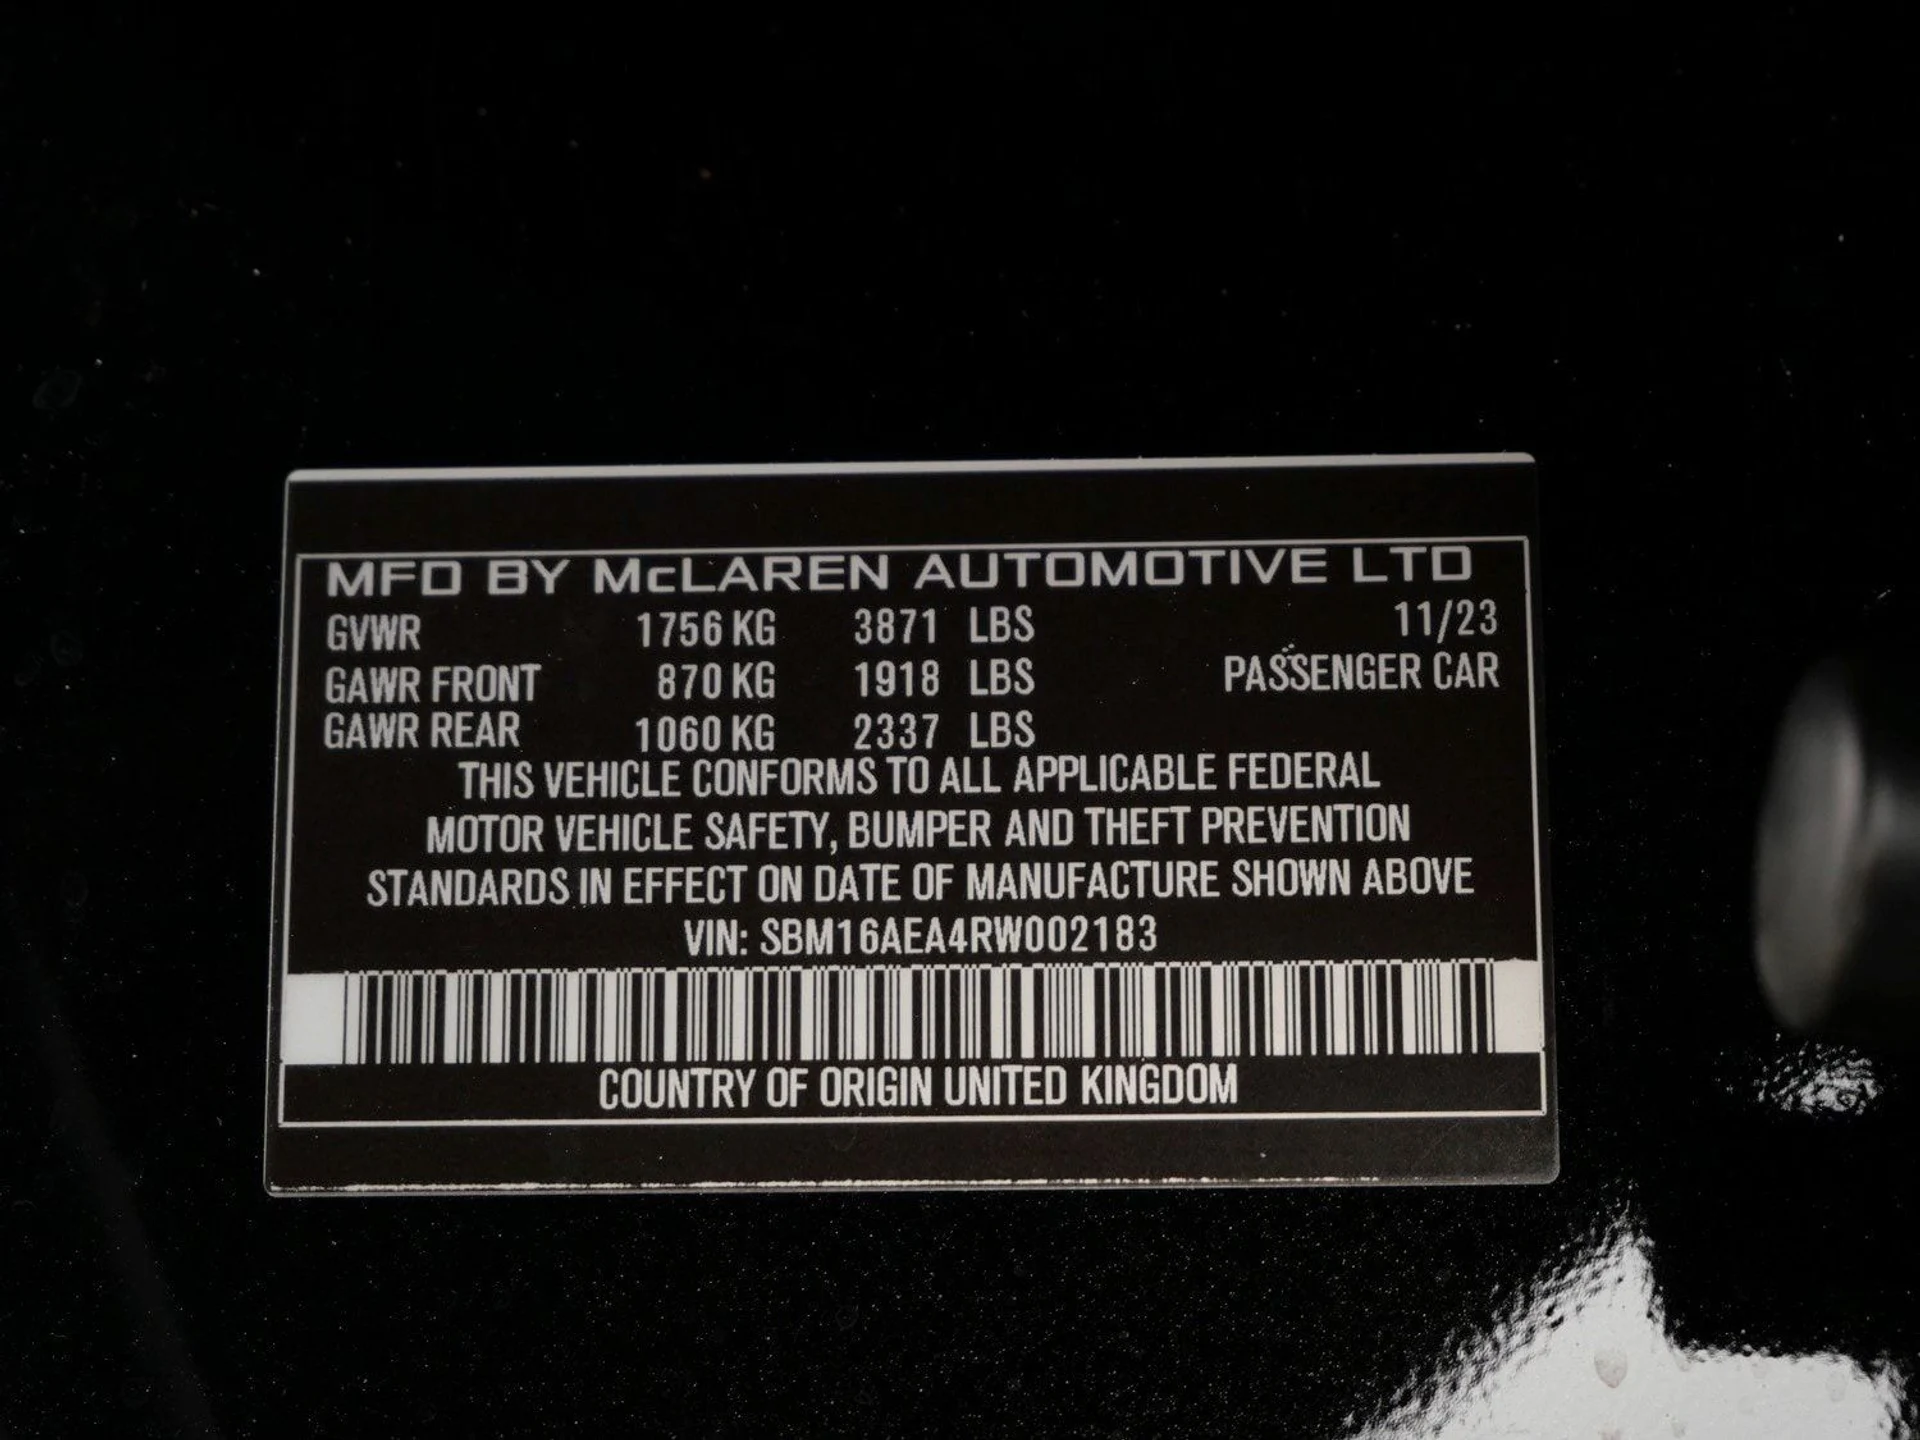 MFD BY McLAREN AUTOMOTIVE LTD
GVWR 1756 KG 3871 LBS 11/23
GAWR FRONT 870 KG 1918 LBS PASSENGER CAR
GAWR REAR 1060 KG 2337 LBS
THIS VEHICLE CONFORMS TO ALL APPLICABLE FEDERAL
MOTOR VEHICLE SAFETY, BUMPER AND THEFT PREVENTION
STANDARDS IN EFFECT ON DATE OF MANUFACTURE SHOWN ABOVE
VIN: SBM16AEA4RW002183
COUNTRY OF ORIGIN UNITED KINGDOM